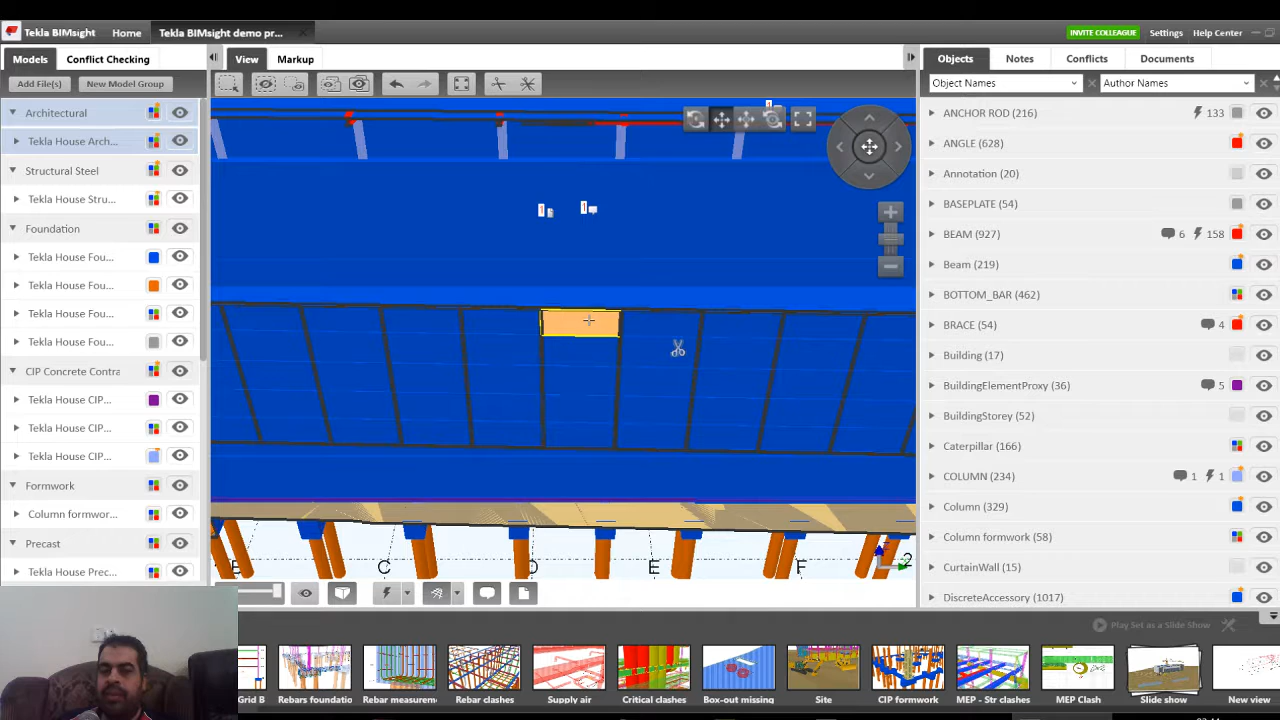 Tekla BIMsight
Home
Tekla BIMsight demo pr...
INVITE COLLEAGUE
Settings
Help Center
Models
Conflict Checking
View
Markup
Objects
Notes
Conflicts
Documents
Add File(s)
New Model Group
Object Names
Author Names
Architectural
Tekla House Arch...
Structural Steel
Tekla House Stru...
Foundation
Tekla House Fou...
Tekla House Fou...
Tekla House Fou...
Tekla House Fou...
CIP Concrete Contra
Tekla House CIP...
Tekla House CIP...
Tekla House CIP...
Formwork
Column formwor...
Precast
Tekla House Prec...
C
D
E
F
2
ANCHOR ROD (216) 133
ANGLE (628)
Annotation (20)
BASEPLATE (54)
BEAM (927) 6 158
Beam (219)
BOTTOM_BAR (462)
BRACE (54) 4
Building (17)
BuildingElementProxy (36) 5
BuildingStorey (52)
Caterpillar (166)
COLUMN (234) 1 1
Column (329)
Column formwork (58)
CurtainWall (15)
DiscreteAccessory (1017)
Play Set as a Slide Show
Grid B
Rebars foundatio
Rebar measurem
Rebar clashes
Supply air
Critical clashes
Box-out missing
Site
CIP formwork
MEP - Str clashes
MEP Clash
Slide show
New view